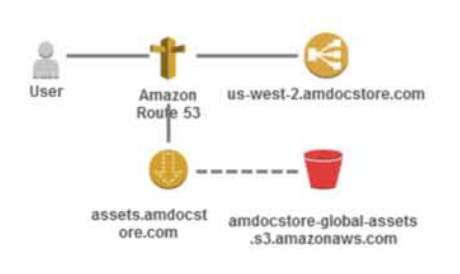 User
Amazon
Route 53
us-west-2.amdocstore.com
assets.amdocst
ore.com
amdocstore-global-assets
.s3.amazonaws.com